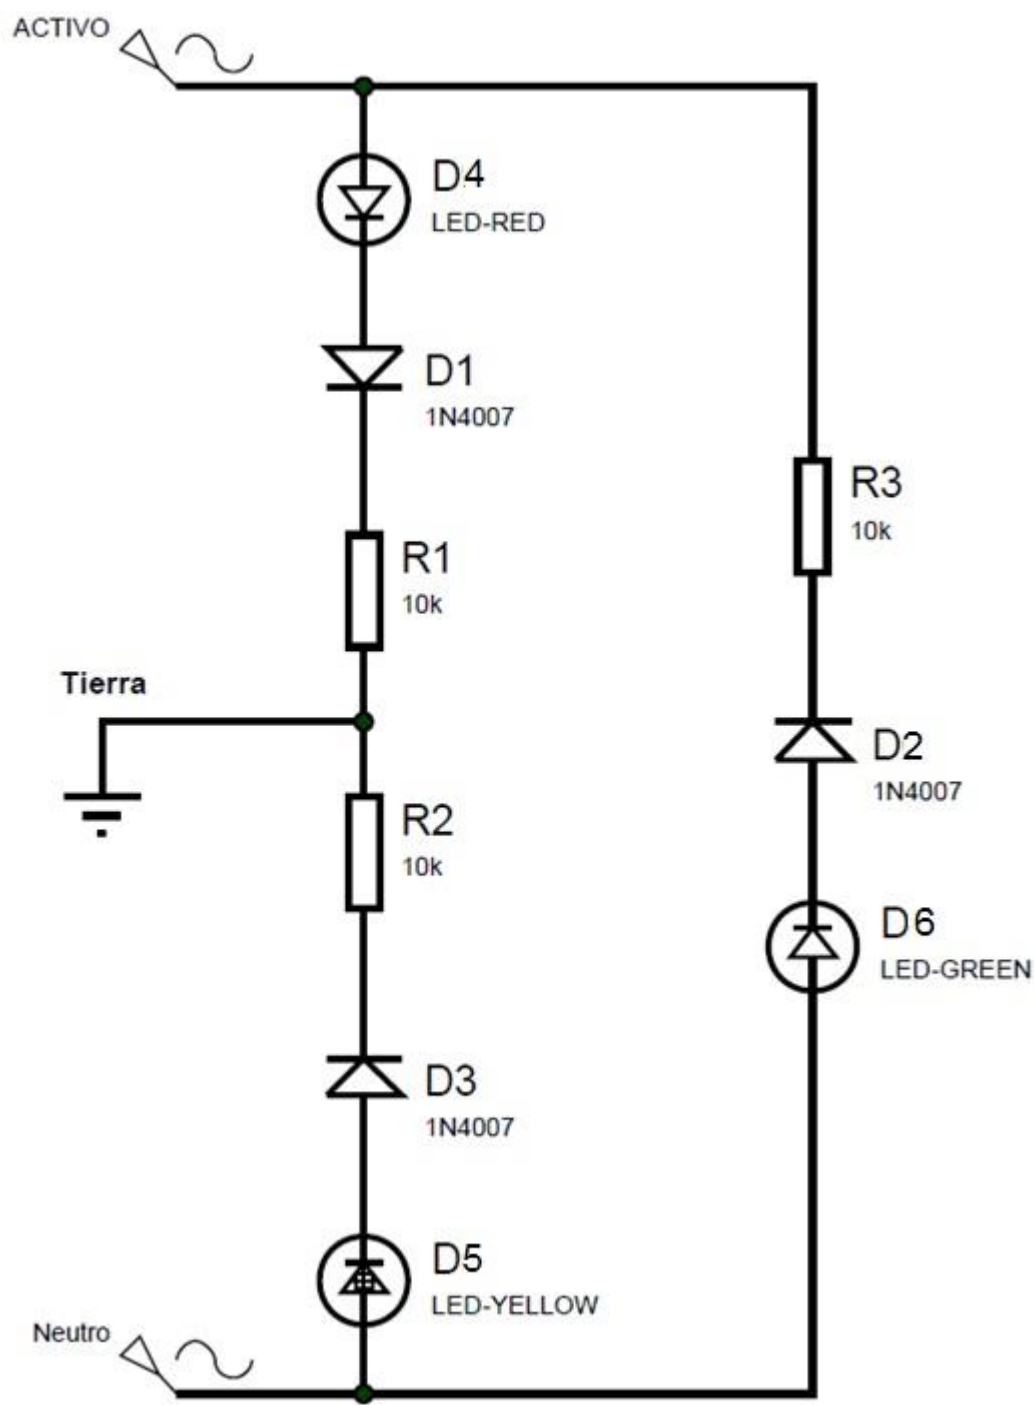 ACTIVO
D4
LED-RED
D1
1N4007
R3
10k
R1
10k
Tierra
D2
1N4007
R2
10k
D6
LED-GREEN
D3
1N4007
D5
LED-YELLOW
Neutro